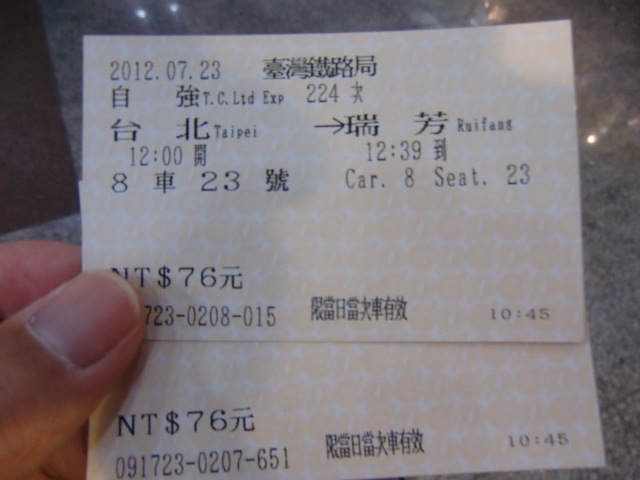 2012.07.23 臺灣鐵路局
自 強 T.C.Ltd Exp 224 次
台 北 Taipei →瑞 芳 Ruifang
12:00 開 12:39 到
8 車 23 號 Car. 8 Seat. 23
NT$76元
723-0208-015 限當日當次車有效 10:45
NT$76元
091723-0207-651 限當日當次車有效 10:45